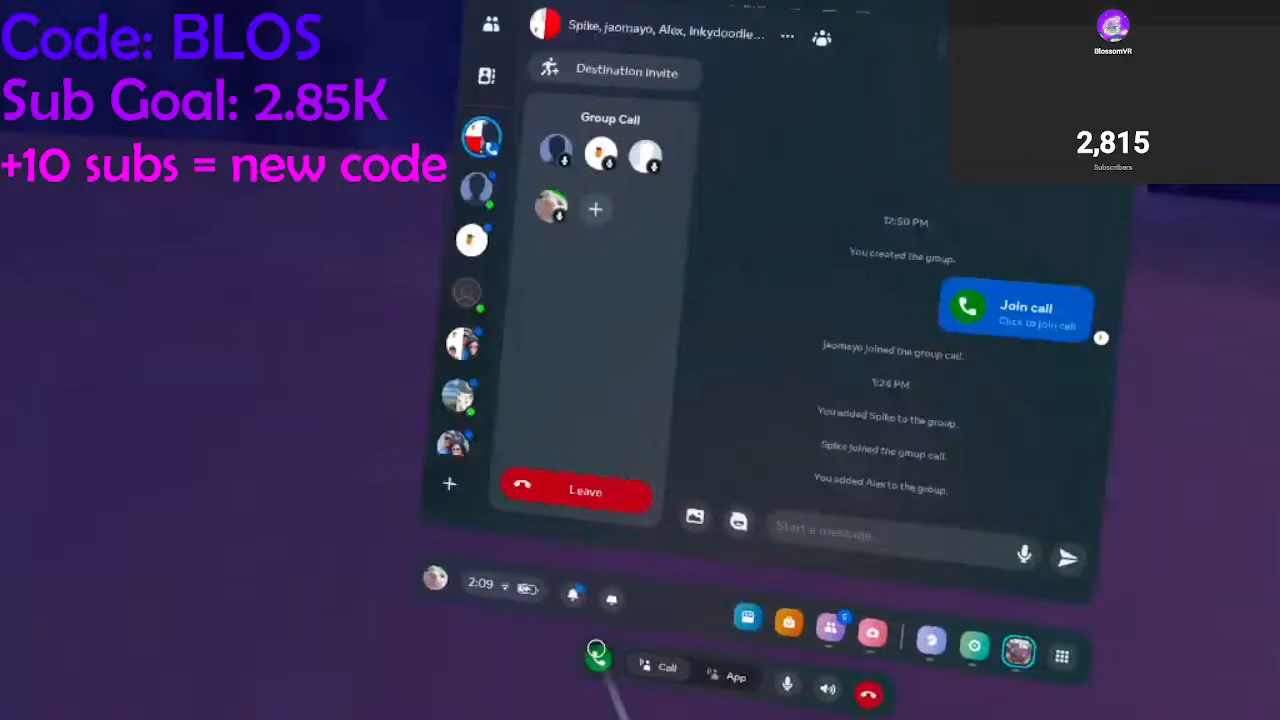 Code: BLOS
Sub Goal: 2.85K
+10 subs = new code
BlossomVR
2,815
Subscribers
Spike, jaomayo, Alex, Inkydoodle...
Destination invite
Group Call
Leave
12:50 PM
You created the group.
Join call
Click to join call
Jaomayo joined the group call.
1:26 PM
You added Spike to the group.
Spike joined the group call.
You added Alex to the group.
Start a message...
2:09
Call
App